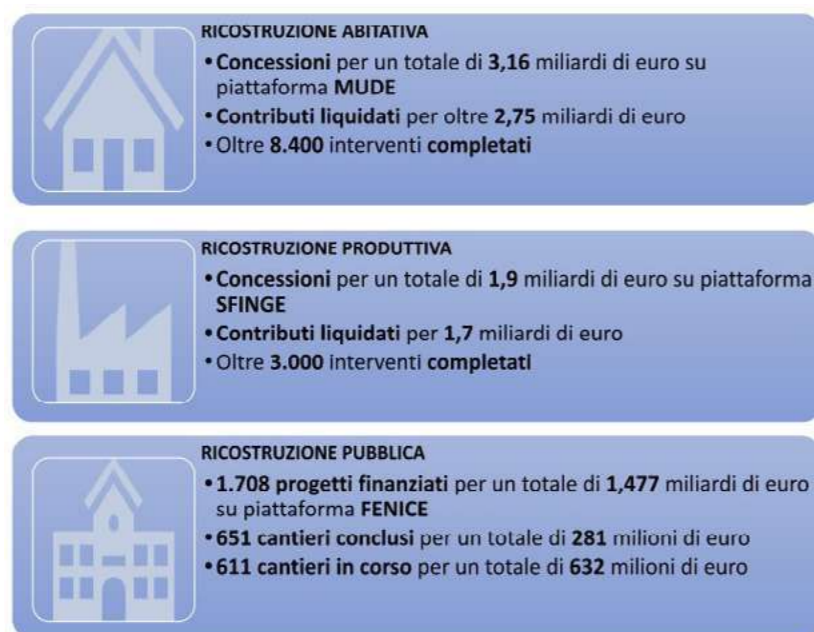 RICOSTRUZIONE ABITATIVA
• Concessioni per un totale di 3,16 miliardi di euro su
piattaforma MUDE
• Contributi liquidati per oltre 2,75 miliardi di euro
• Oltre 8.400 interventi completati
RICOSTRUZIONE PRODUTTIVA
• Concessioni per un totale di 1,9 miliardi di euro su piattaforma
SFINGE
• Contributi liquidati per 1,7 miliardi di euro
• Oltre 3.000 interventi completati
RICOSTRUZIONE PUBBLICA
• 1.708 progetti finanziati per un totale di 1,477 miliardi di euro
su piattaforma FENICE
• 651 cantieri conclusi per un totale di 281 milioni di euro
• 611 cantieri in corso per un totale di 632 milioni di euro